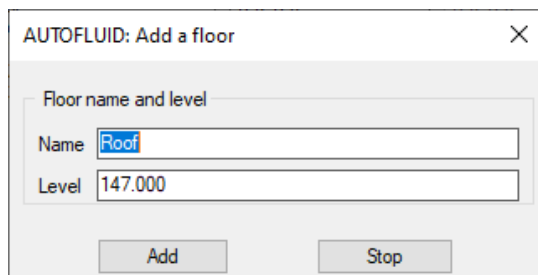 AUTOFLUID: Add a floor
Floor name and level
Name Roof
Level 147.000
Add Stop